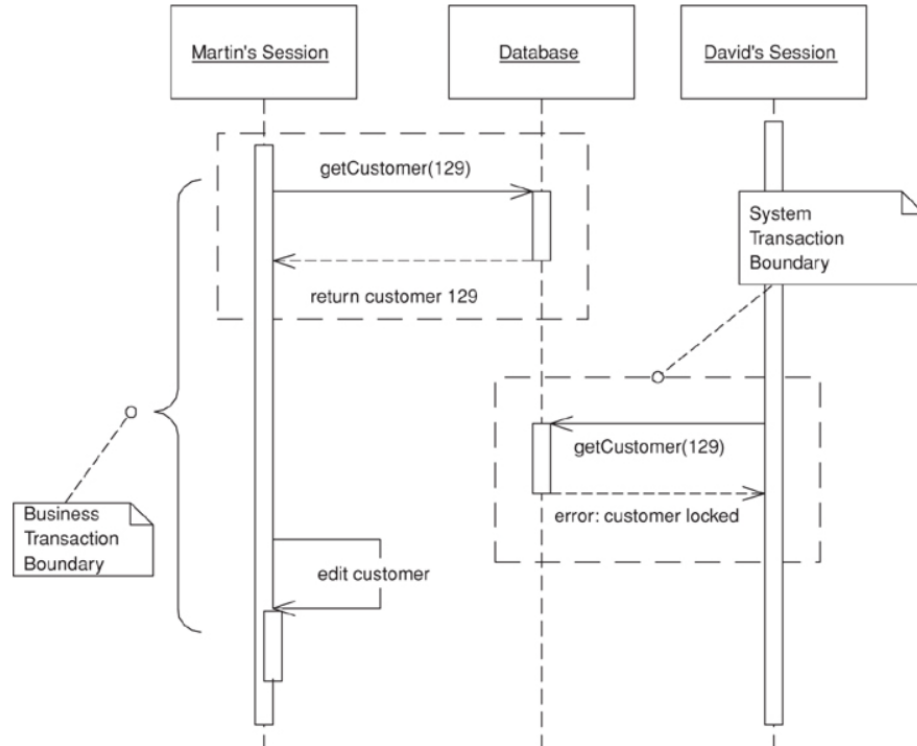 Martin's Session
Database
David's Session
getCustomer(129)
System
Transaction
Boundary
return customer 129
getCustomer(129)
Business
Transaction
Boundary
error: customer locked
edit customer